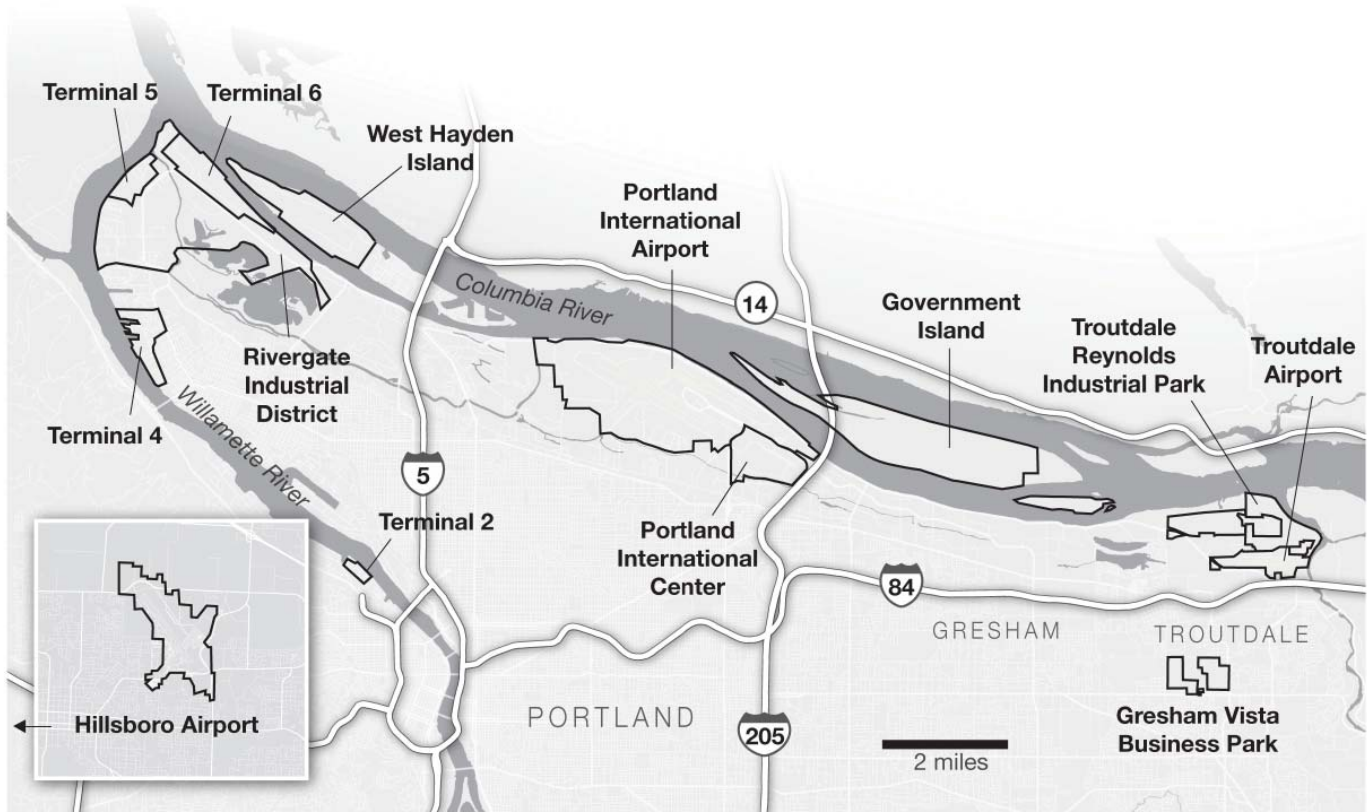 Terminal 5
Terminal 6
West Hayden
Island
Portland
International
Airport
Columbia River
14
Government
Island
Troutdale
Reynolds
Industrial Park
Troutdale
Airport
Rivergate
Industrial
District
Terminal 4
Willamette River
5
Terminal 2
Portland
International
Center
84
GRESHAM
TROUTDALE
Hillsboro Airport
PORTLAND
205
2 miles
Gresham Vista
Business Park